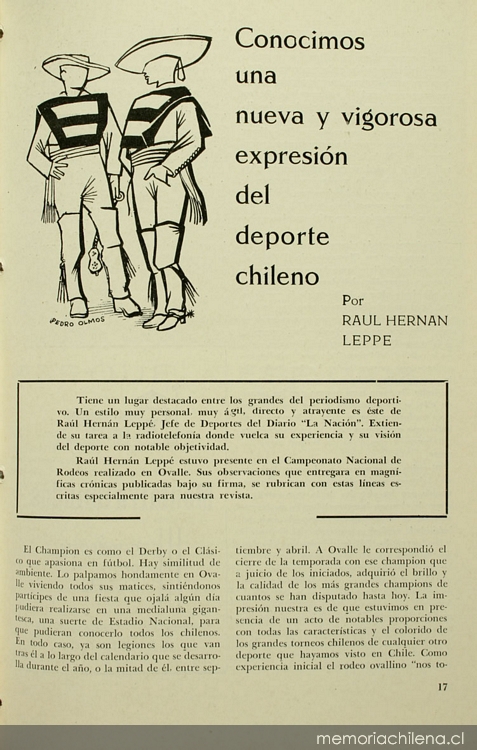 Conocimos
una
nueva y vigorosa
expresión
del
deporte
chileno
Por
RAUL HERNAN
LEPPE
PEDRO OLMOS
Tiene un lugar destacado entre los grandes del periodismo deporti-
vo. Un estilo muy personal, muy ágil, directo y atrayente es éste de
Raúl Hernán Leppé, Jefe de Deportes del Diario "La Nación". Extien-
de su tarea a la radiotelefonía donde vuelca su experiencia y su visión
del deporte con notable objetividad.
Raúl Hernán Leppé estuvo presente en el Campeonato Nacional de
Rodeos realizado en Ovalle. Sus observaciones que entregara en magní-
ficas crónicas publicadas bajo su firma, se rubrican con estas líneas es-
critas especialmente para nuestra revista.
El Champion es como el Derby o el Clási-
co que apasiona en fútbol. Hay similitud de
ambiente. Lo palpamos hondamente en Ova-
lle viviendo todos sus matices, sintiéndonos
partícipes de una fiesta que ojalá algún día
pudiera realizarse en una medialuna gigan-
tesca, una suerte de Estadio Nacional, para
que pudieran conocerlo todos los chilenos.
En todo caso, ya son legiones los que van
tras él a lo largo del calendario que se desarro-
lla durante el año, o la mitad de él, entre sep-
tiembre y abril. A Ovalle le correspondió el
cierre de la temporada con ese champion que
a juicio de los iniciados, adquirió el brillo y
la calidad de los más grandes champions de
cuantos se han disputado hasta hoy. La im-
presión nuestra es de que estuvimos en pre-
sencia de un acto de notables proporciones
con todas las características y el colorido de
los grandes torneos chilenos de cualquier otro
deporte que hayamos visto en Chile. Como
experiencia inicial el rodeo ovallino "nos to-
17
memoriachilena.cl